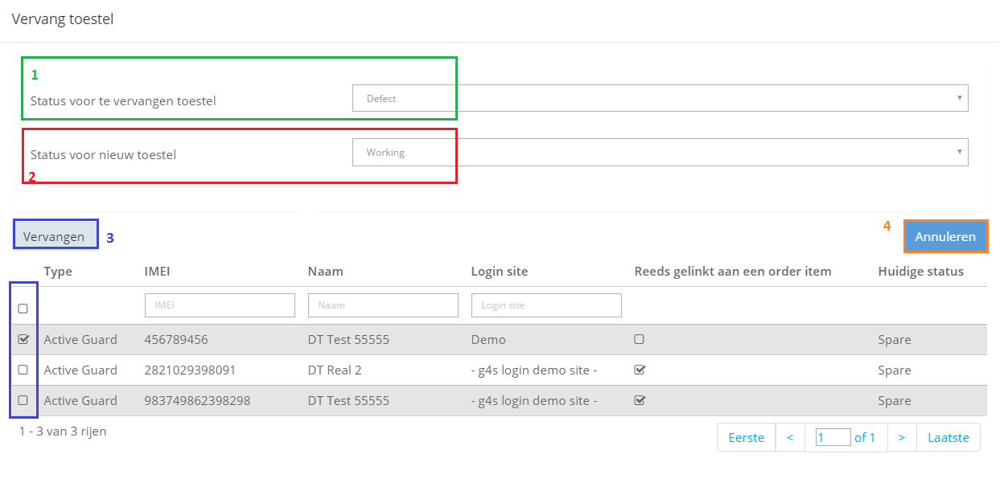 Vervang toestel
1
Status voor te vervangen toestel Defect
Status voor nieuw toestel Working
2
Vervangen 3 4 Annuleren
Type IMEI Naam Login site Reeds gelinkt aan een order item Huidige status
IMEI Naam Login site
Active Guard 456789456 DT Test 55555 Demo Spare
Active Guard 2821029398091 DT Real 2 - g4s login demo site - Spare
Active Guard 983749862398298 DT Test 55555 - g4s login demo site - Spare
1 - 3 van 3 rijen
Eerste < 1 of 1 > Laatste